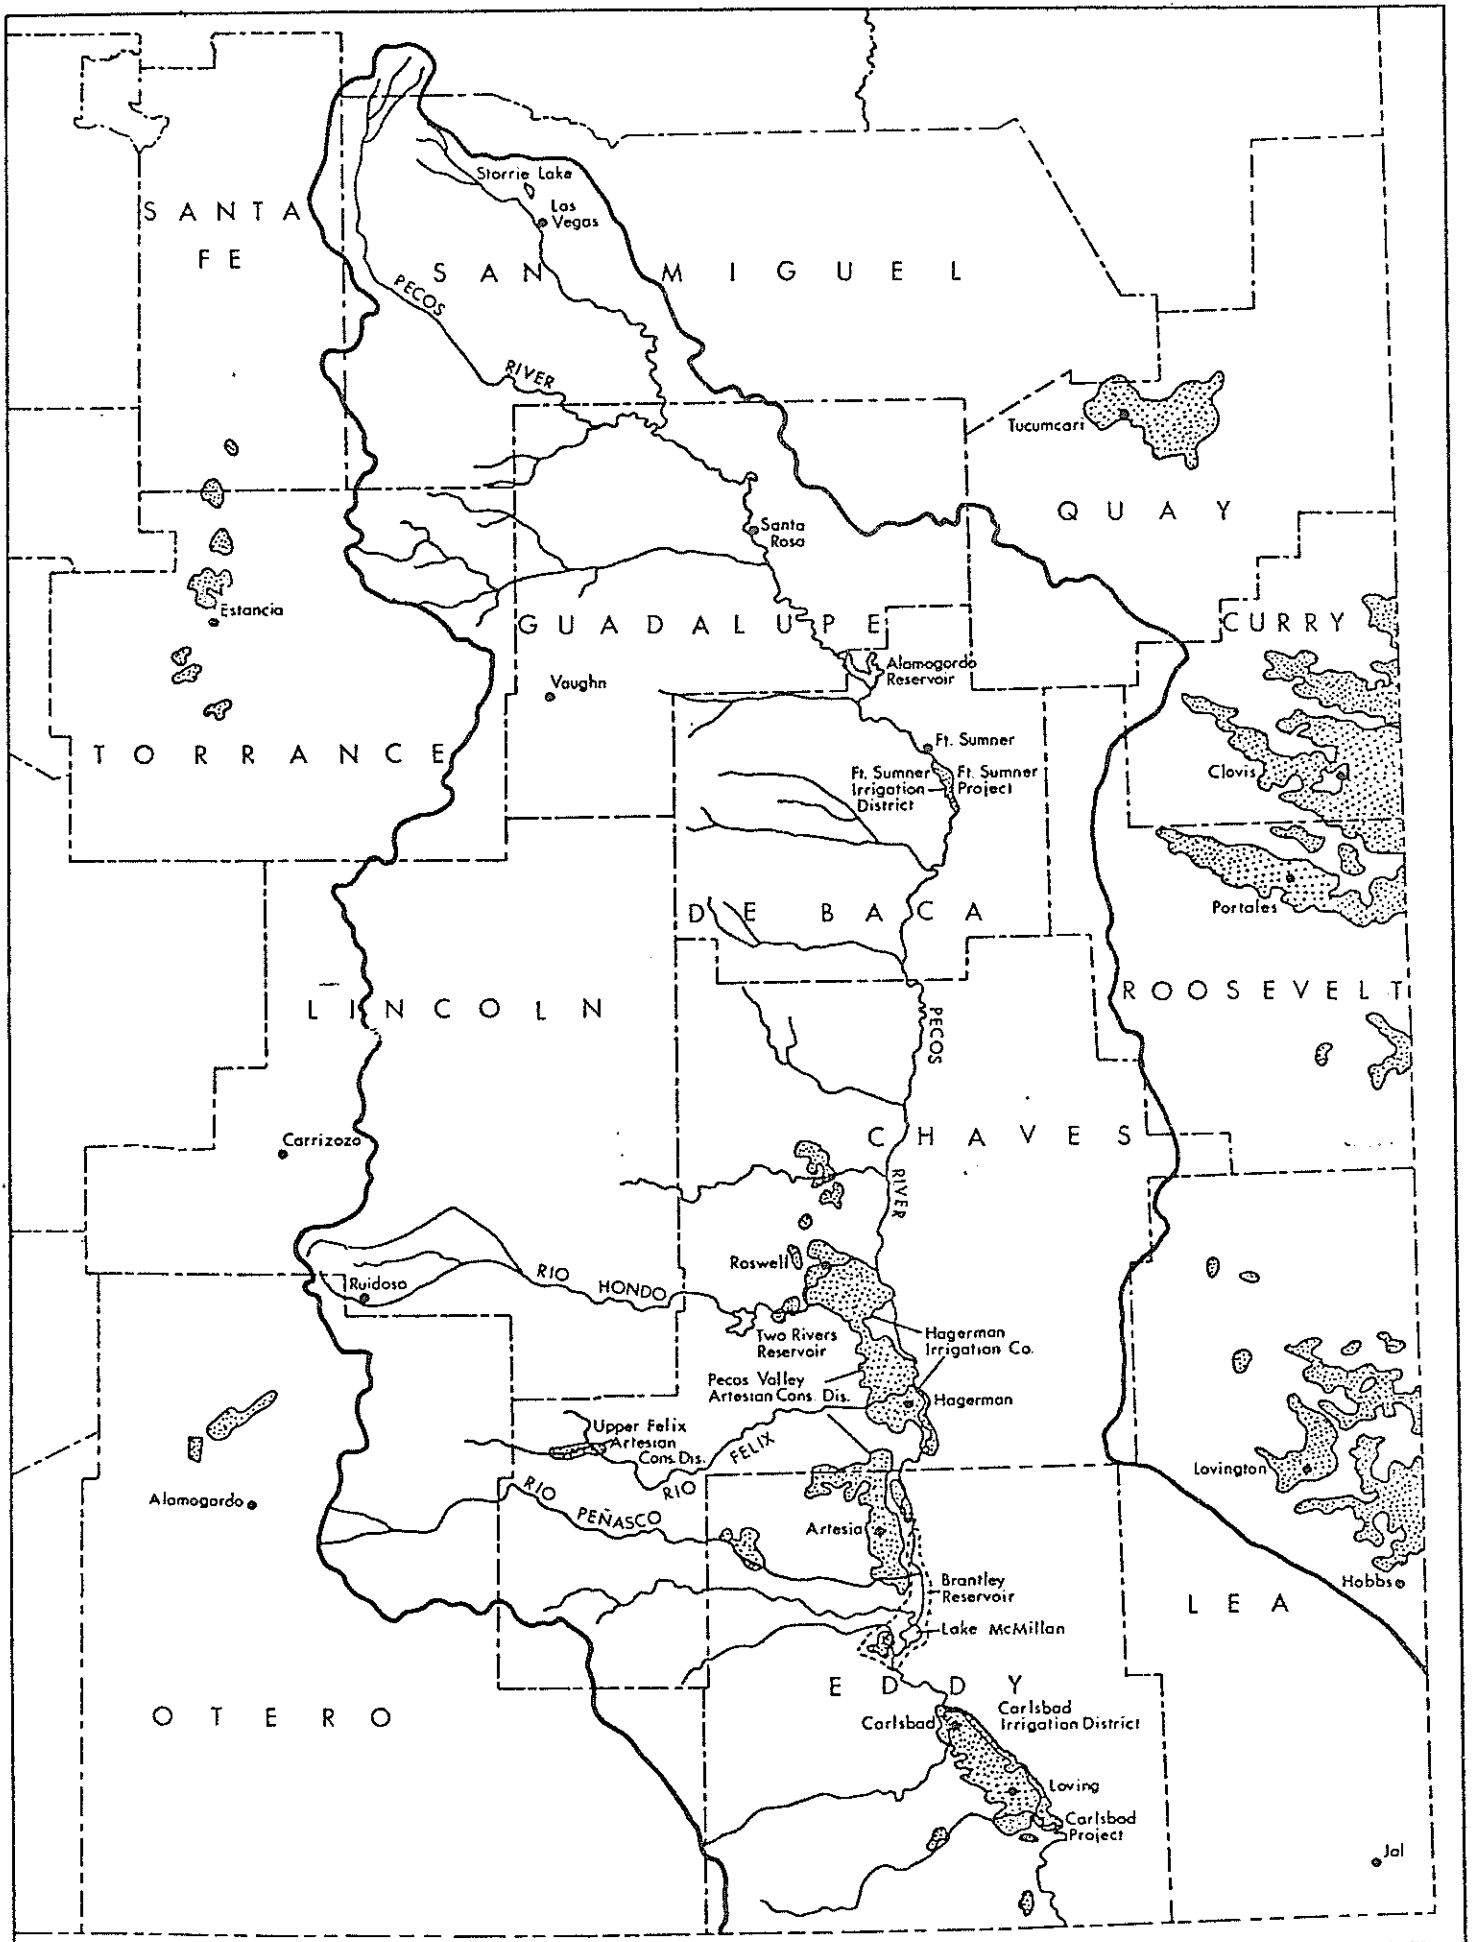 Storrie Lake
Las
Vegas
SANTA
FE
SAN MIGUEL
PECOS
RIVER
Tucumcari
QUAY
Santa
Rosa
Estancia
GUADALUPE
CURRY
Alamogordo
Reservoir
Vaughn
TORRANCE
Ft. Sumner
Ft. Sumner
Irrigation
District
Ft. Sumner
Project
Clovis
Portales
DE BACA
ROOSEVELT
LINCOLN
PECOS
RIVER
CHAVES
Carrizozo
Roswell
RIO HONDO
Ruidoso
Two Rivers
Reservoir
Hagerman
Irrigation Co.
Pecos Valley
Artesian Cons. Dis.
Hagerman
Upper Felix
Artesian
Cons. Dis.
RIO FELIX
Lovington
Alamogordo
RIO PEÑASCO
Artesia
Brantley
Reservoir
Hobbs
LEA
Lake McMillan
EDDY
OTERO
Carlsbad
Carlsbad
Irrigation District
Loving
Carlsbad
Project
Jal